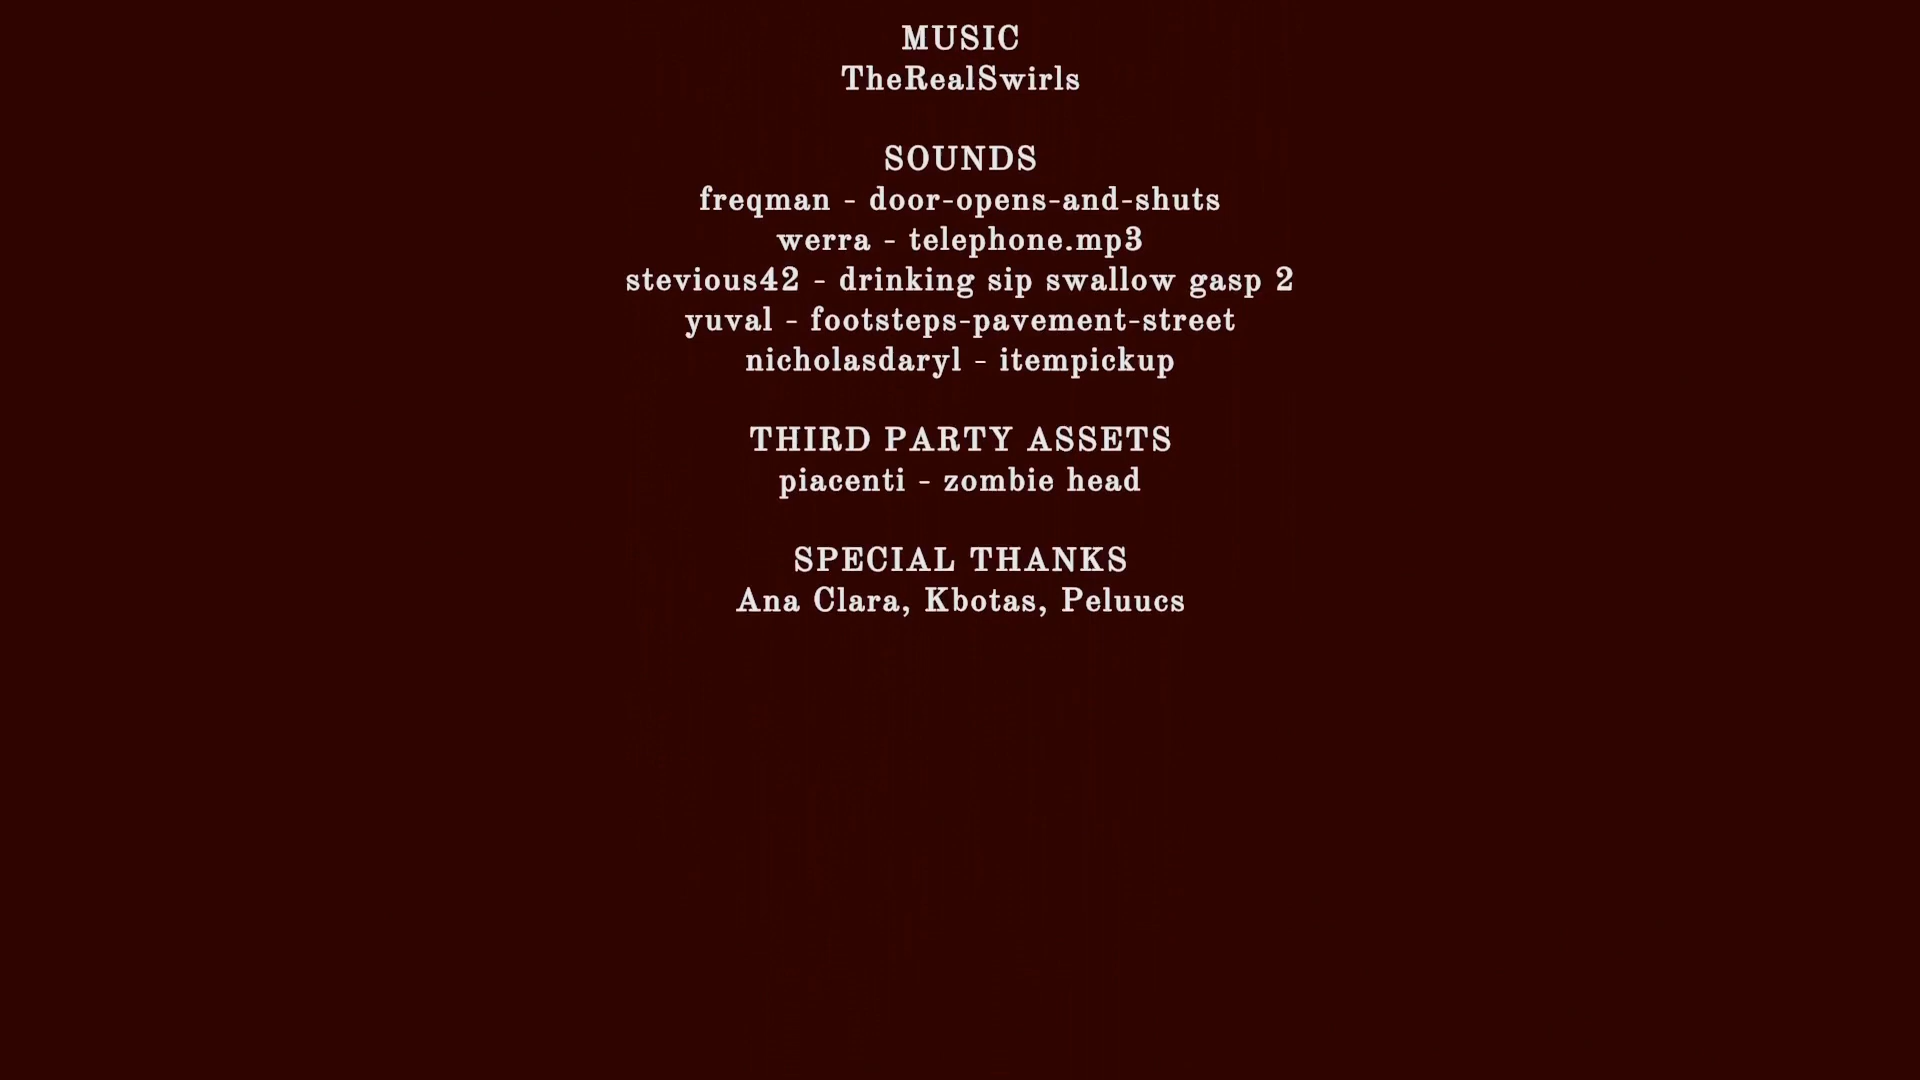 MUSIC
TheRealSwirls
SOUNDS
freqman - door-opens-and-shuts
werra - telephone.mp3
stevious42 - drinking sip swallow gasp 2
yuval - footsteps-pavement-street
nicholasdaryl - itempickup
THIRD PARTY ASSETS
piacenti - zombie head
SPECIAL THANKS
Ana Clara, Kbotas, Peluucs